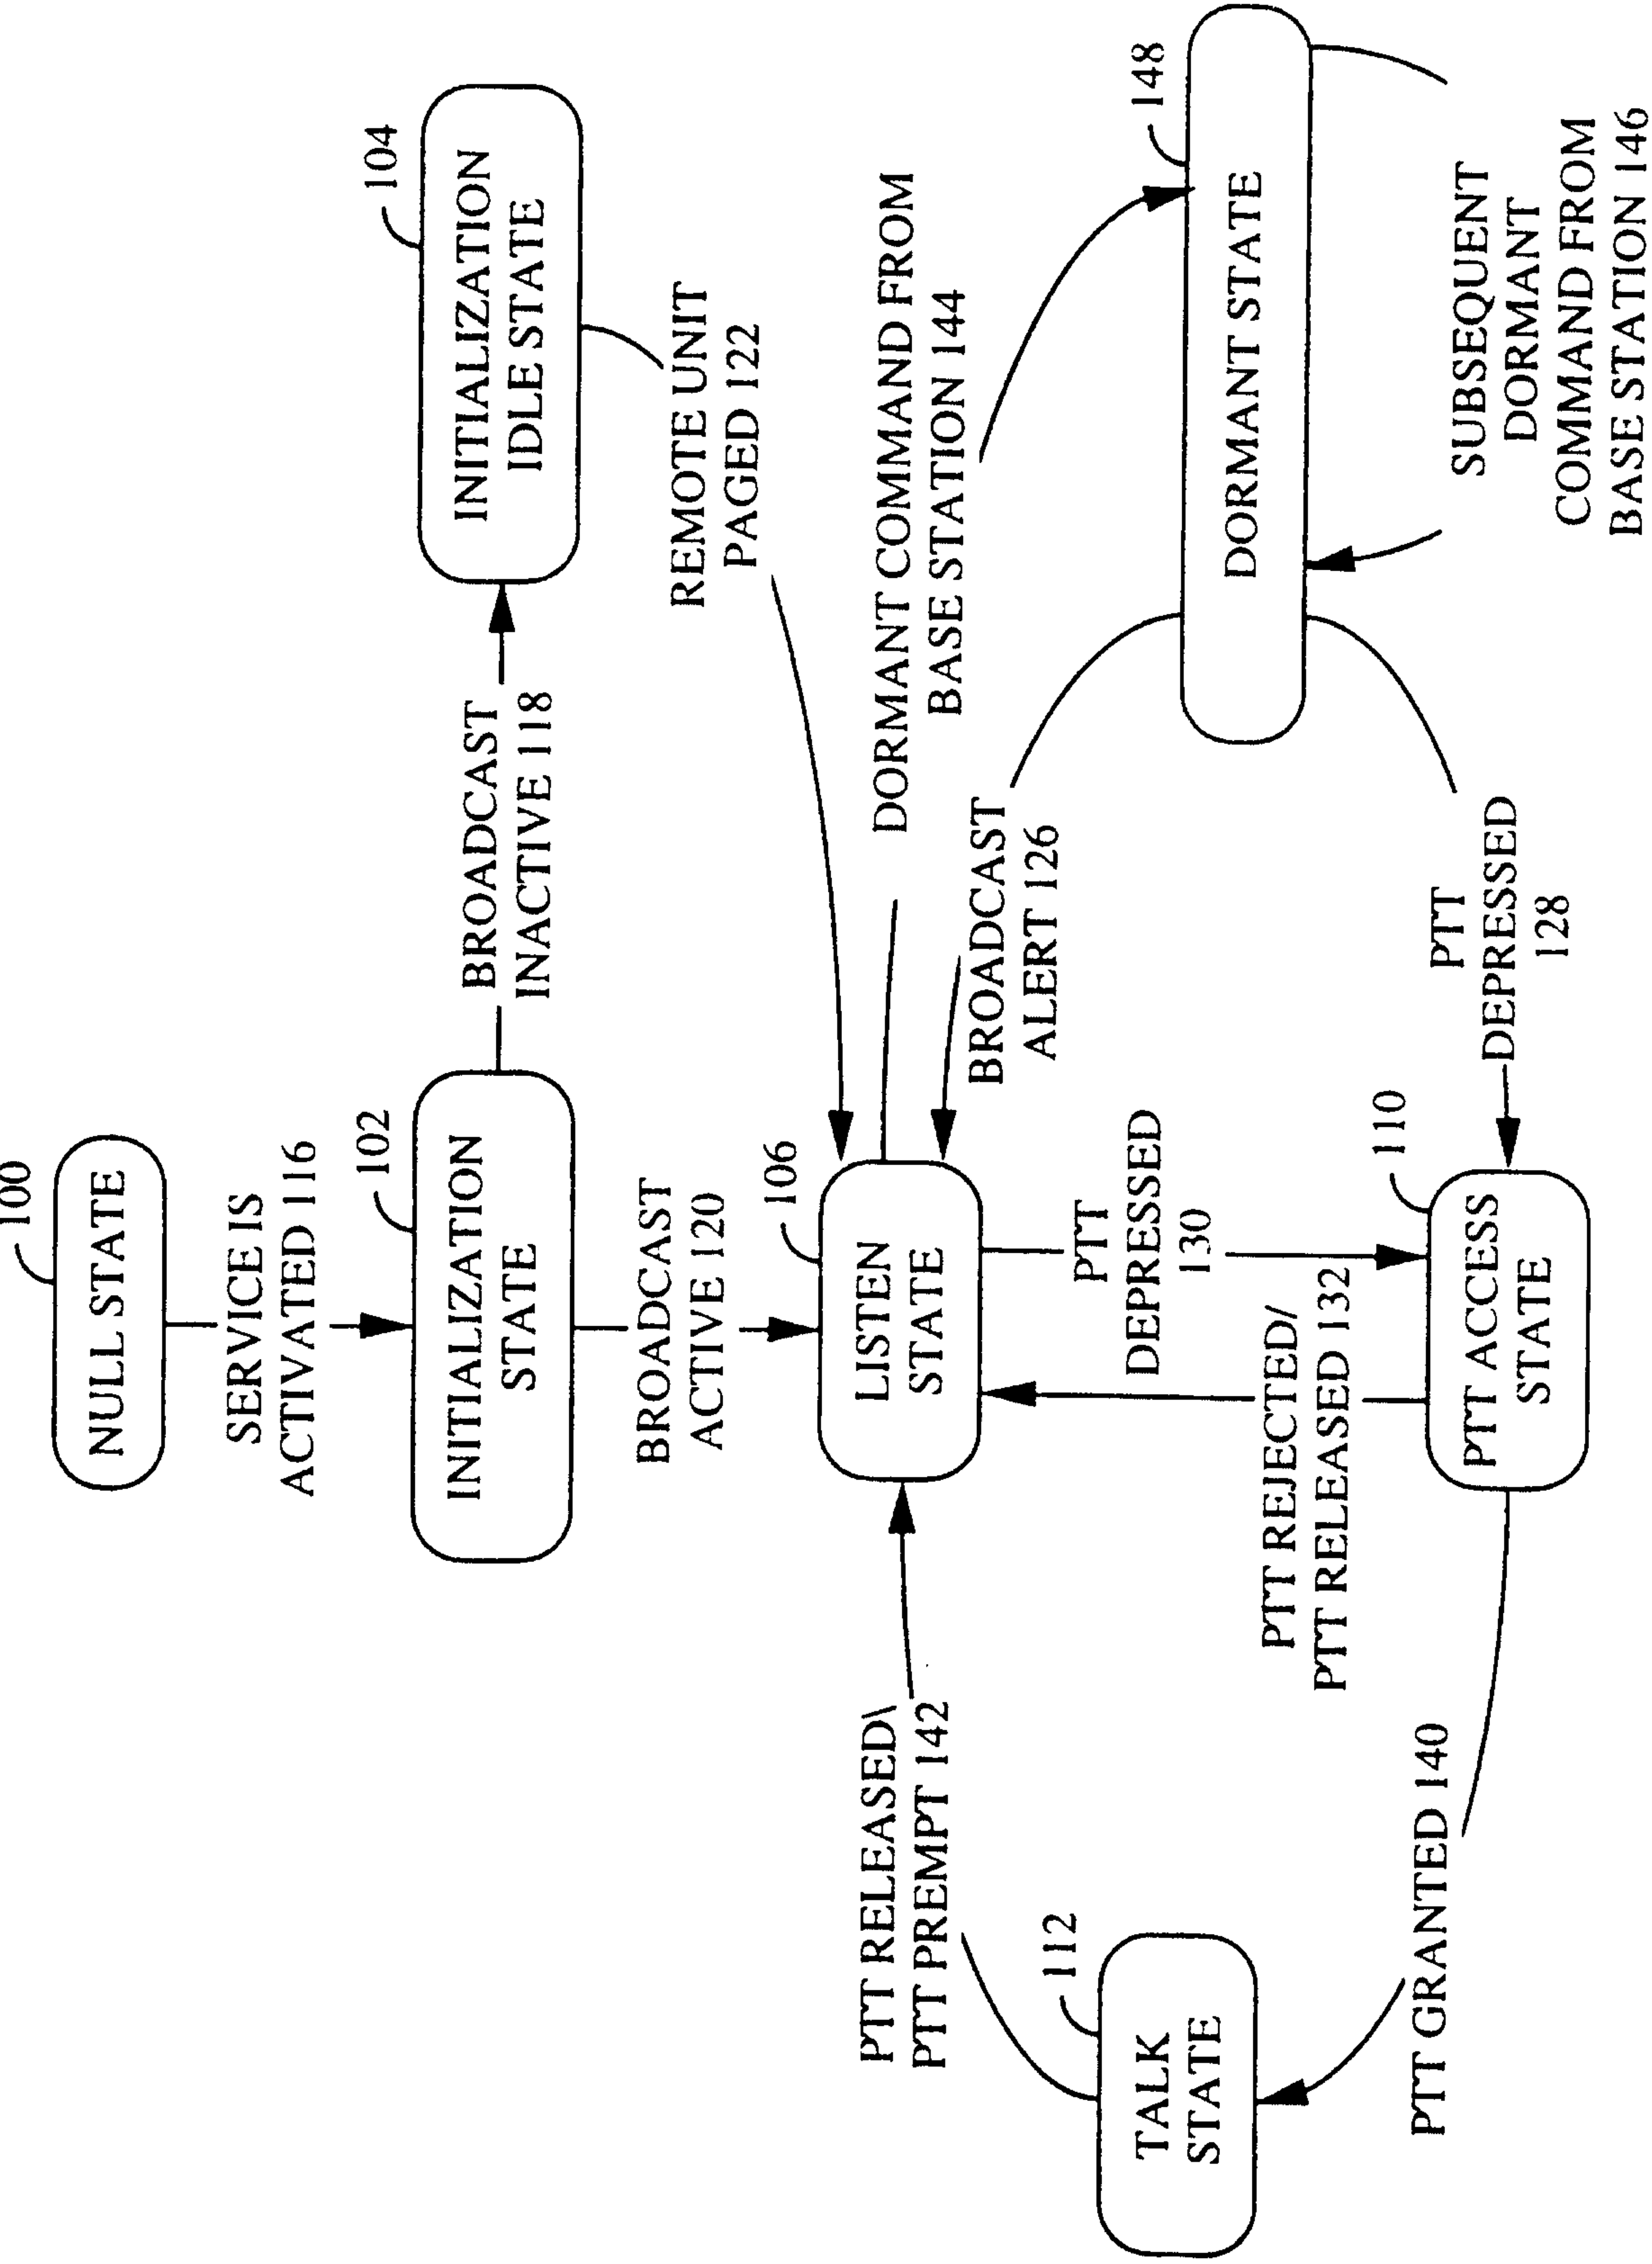 100
NULL STATE
SERVICE IS
ACTIVATED 116
102
INITIALIZATION
STATE
BROADCAST
INACTIVE 118
104
INITIALIZATION
IDLE STATE
BROADCAST
ACTIVE 120
REMOTE UNIT
PAGED 122
106
LISTEN
STATE
DORMANT COMMAND FROM
BASE STATION 144
BROADCAST
ALERT 126
148
DORMANT STATE
SUBSEQUENT
DORMANT
COMMAND FROM
BASE STATION 146
PTT
DEPRESSED
128
PTT
DEPRESSED
130
PTT REJECTED/
PTT RELEASED 132
110
PTT ACCESS
STATE
PTT RELEASED\
PTT PREMPT 142
112
TALK
STATE
PTT GRANTED 140